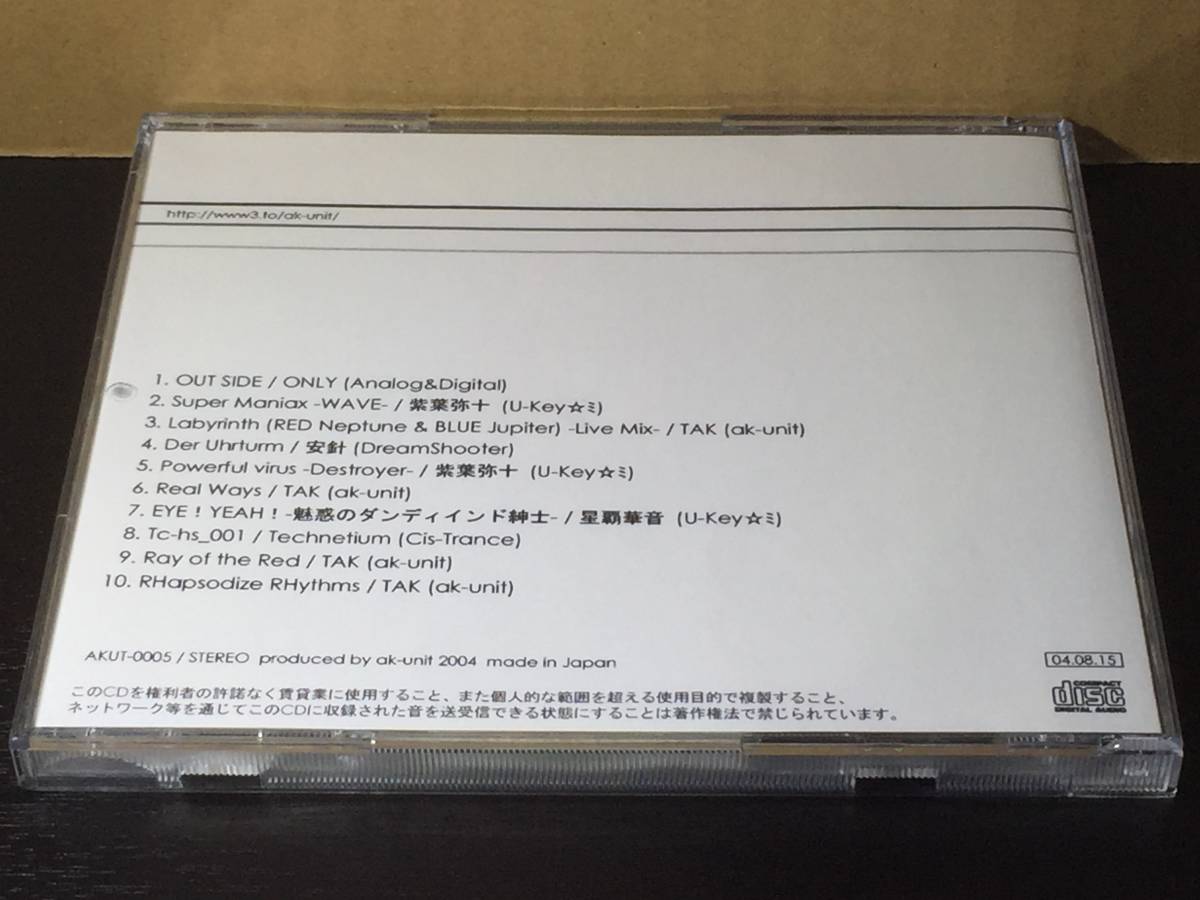 http://www3.to/ak-unit/
1. OUT SIDE / ONLY (Analog&Digital)
2. Super Maniax -WAVE- / 紫葉弥十 (U-Key☆ミ)
3. Labyrinth (RED Neptune & BLUE Jupiter) -Live Mix- / TAK (ak-unit)
4. Der Uhrturm / 安針 (DreamShooter)
5. Powerful virus -Destroyer- / 紫葉弥十 (U-Key☆ミ)
6. Real Ways / TAK (ak-unit)
7. EYE！YEAH！-魅惑のダンディインド紳士- / 星覇華音 (U-Key☆ミ)
8. Tc-hs_001 / Technetium (Cis-Trance)
9. Ray of the Red / TAK (ak-unit)
10. RHapsodize RHythms / TAK (ak-unit)
AKUT-0005 / STEREO produced by ak-unit 2004 made in Japan
04.08.15
このCDを権利者の許諾なく賃貸業に使用すること、また個人的な範囲を超える使用目的で複製すること、
ネットワーク等を通じてこのCDに収録された音を送受信できる状態にすることは著作権法で禁じられています。
COMPACT
disc
DIGITAL AUDIO